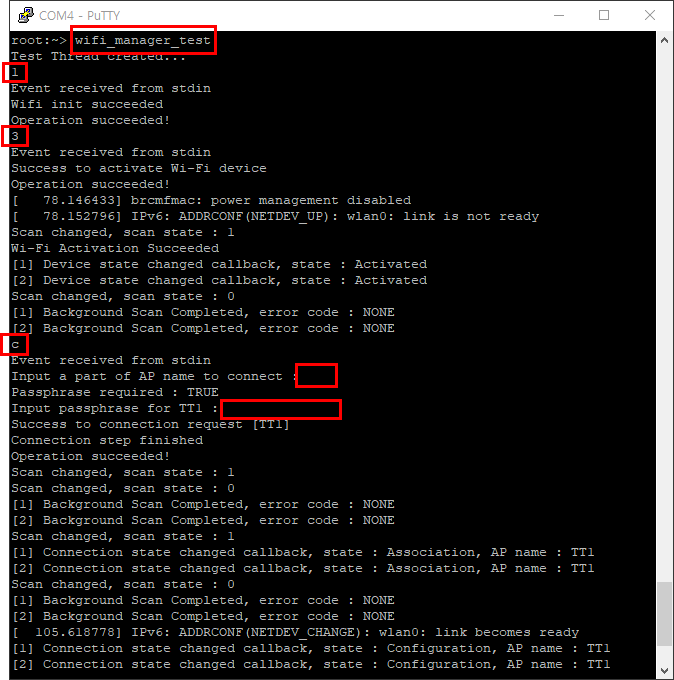 COM4 - PuTTY
root:~> wifi_manager_test
Test Thread created...
1
Event received from stdin
Wifi init succeeded
Operation succeeded!
3
Event received from stdin
Success to activate Wi-Fi device
Operation succeeded!
[   78.146433] brcmfmac: power management disabled
[   78.152796] IPv6: ADDRCONF(NETDEV_UP): wlan0: link is not ready
Scan changed, scan state : 1
Wi-Fi Activation Succeeded
[1] Device state changed callback, state : Activated
[2] Device state changed callback, state : Activated
Scan changed, scan state : 0
[1] Background Scan Completed, error code : NONE
[2] Background Scan Completed, error code : NONE
c
Event received from stdin
Input a part of AP name to connect :
Passphrase required : TRUE
Input passphrase for TT1 :
Success to connection request [TT1]
Connection step finished
Operation succeeded!
Scan changed, scan state : 1
Scan changed, scan state : 0
[1] Background Scan Completed, error code : NONE
[2] Background Scan Completed, error code : NONE
Scan changed, scan state : 1
[1] Connection state changed callback, state : Association, AP name : TT1
[2] Connection state changed callback, state : Association, AP name : TT1
Scan changed, scan state : 0
[1] Background Scan Completed, error code : NONE
[2] Background Scan Completed, error code : NONE
[  105.618778] IPv6: ADDRCONF(NETDEV_CHANGE): wlan0: link becomes ready
[1] Connection state changed callback, state : Configuration, AP name : TT1
[2] Connection state changed callback, state : Configuration, AP name : TT1